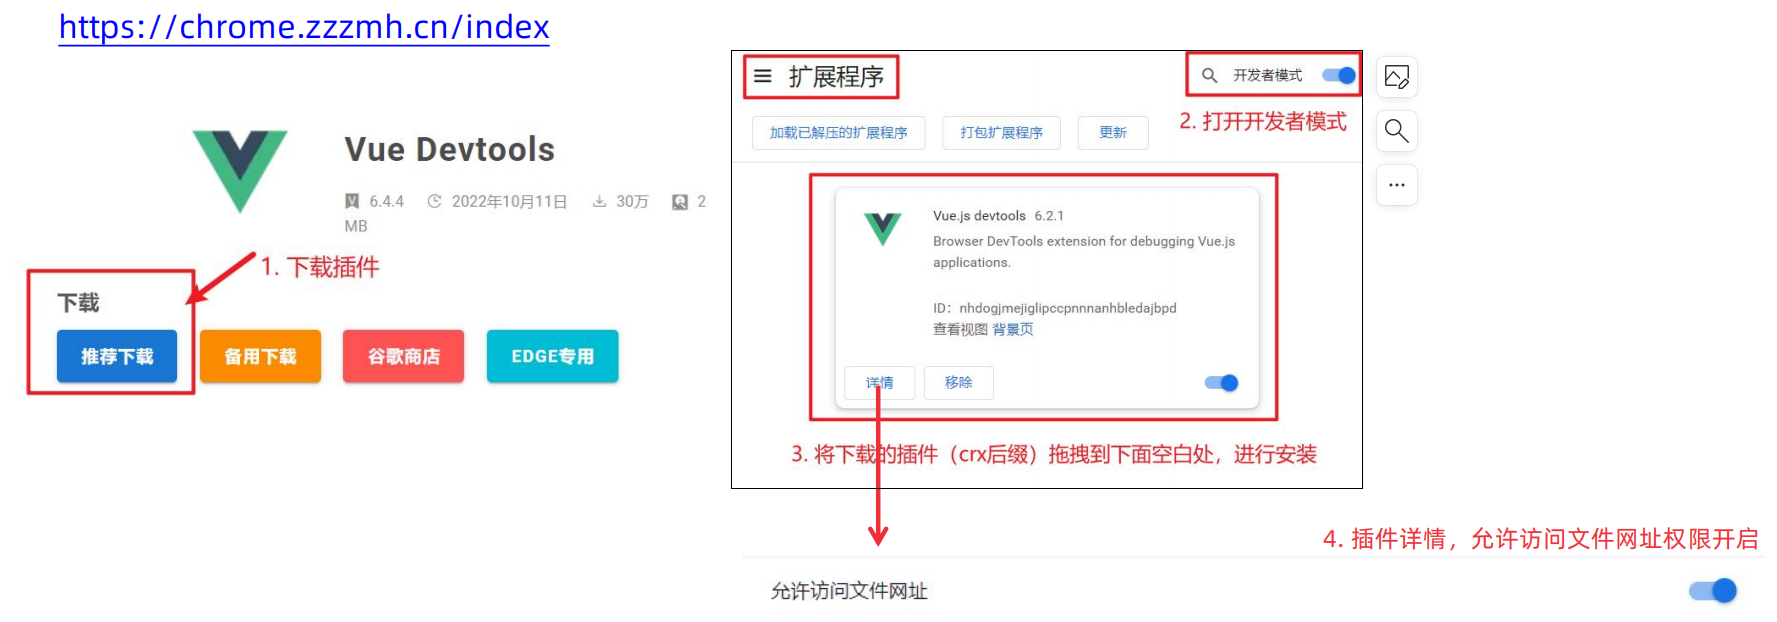 https://chrome.zzzmh.cn/index
Vue Devtools
6.4.4 2022年10月11日 30万 2
MB
1. 下载插件
下载
推荐下载 备用下载 谷歌商店 EDGE专用
扩展程序 开发者模式
2. 打开开发者模式
加载已解压的扩展程序 打包扩展程序 更新
Vue.js devtools 6.2.1
Browser DevTools extension for debugging Vue.js
applications.
ID: nhdogjmejiglipccpnnnanhbledajbpd
查看视图 背景页
详情 移除
3. 将下载的插件（crx后缀）拖拽到下面空白处，进行安装
4. 插件详情，允许访问文件网址权限开启
允许访问文件网址